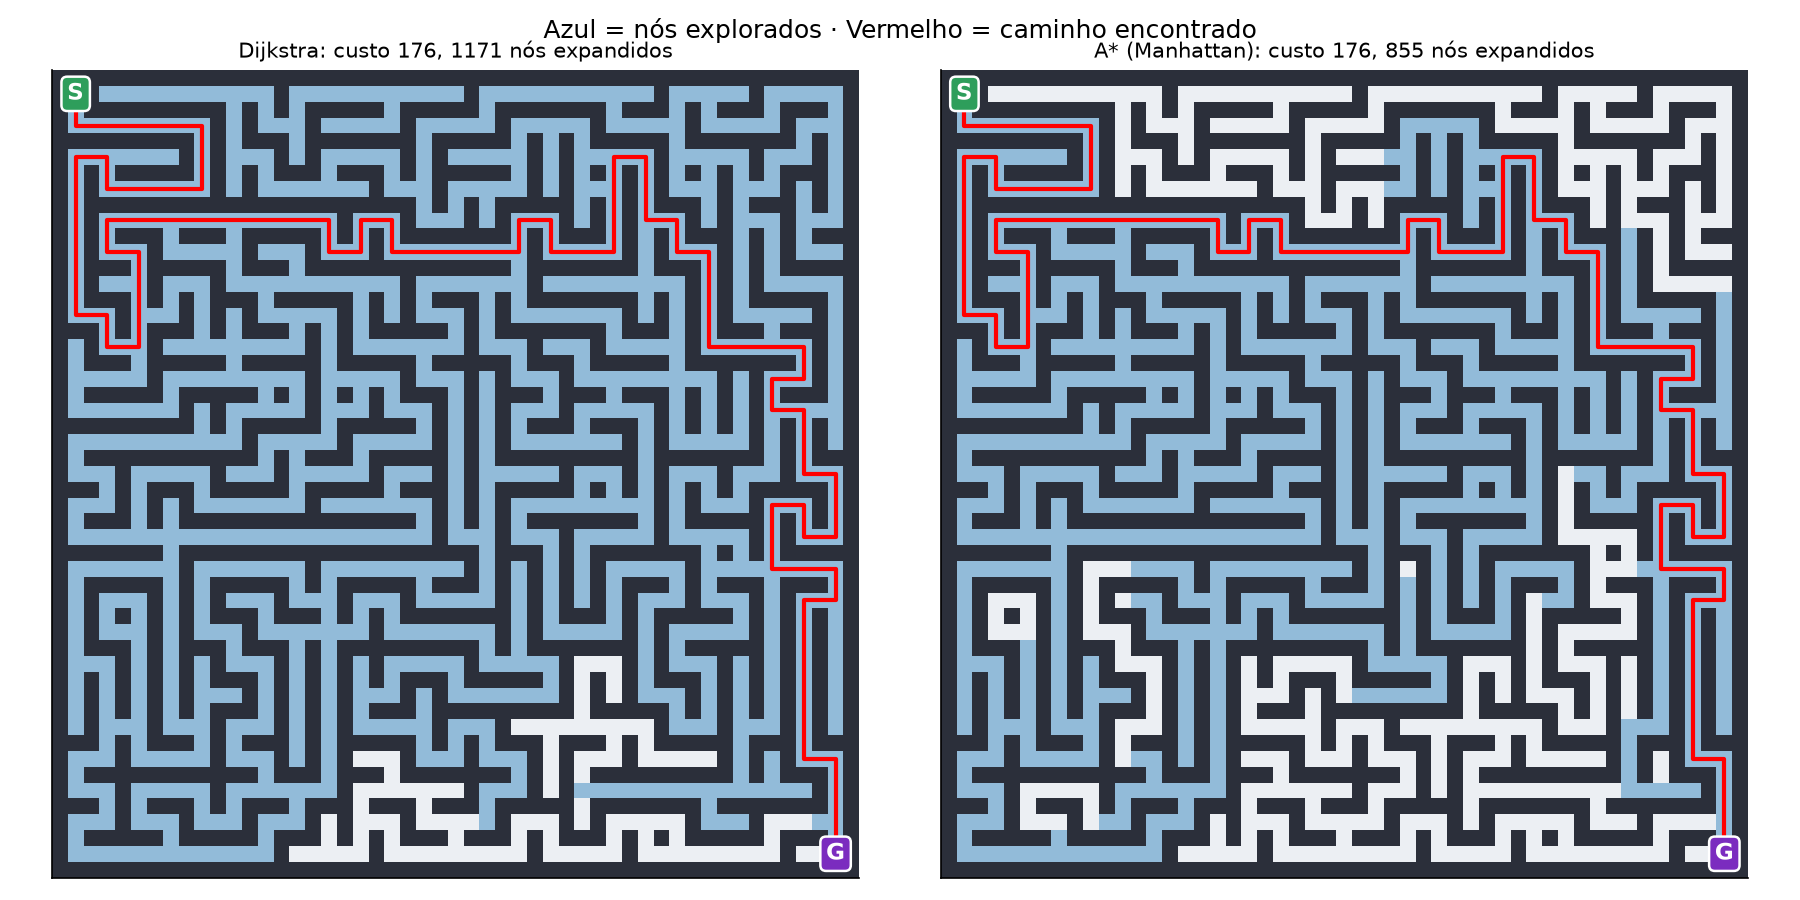 Azul = nós explorados · Vermelho = caminho encontrado
Dijkstra: custo 176, 1171 nós expandidos
A* (Manhattan): custo 176, 855 nós expandidos
S
S
G
G